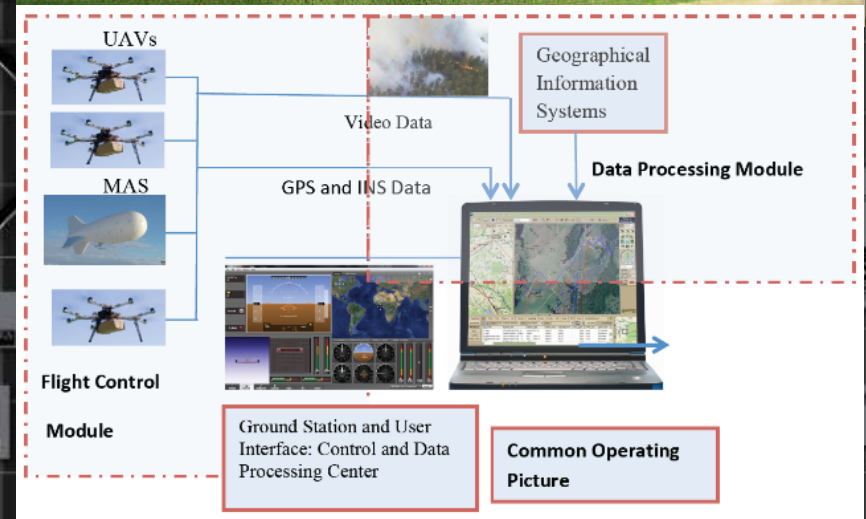 UAVs
Video Data
Geographical
Information
Systems
Data Processing Module
MAS
GPS and INS Data
Flight Control
Module
Ground Station and User
Interface: Control and Data
Processing Center
Common Operating
Picture